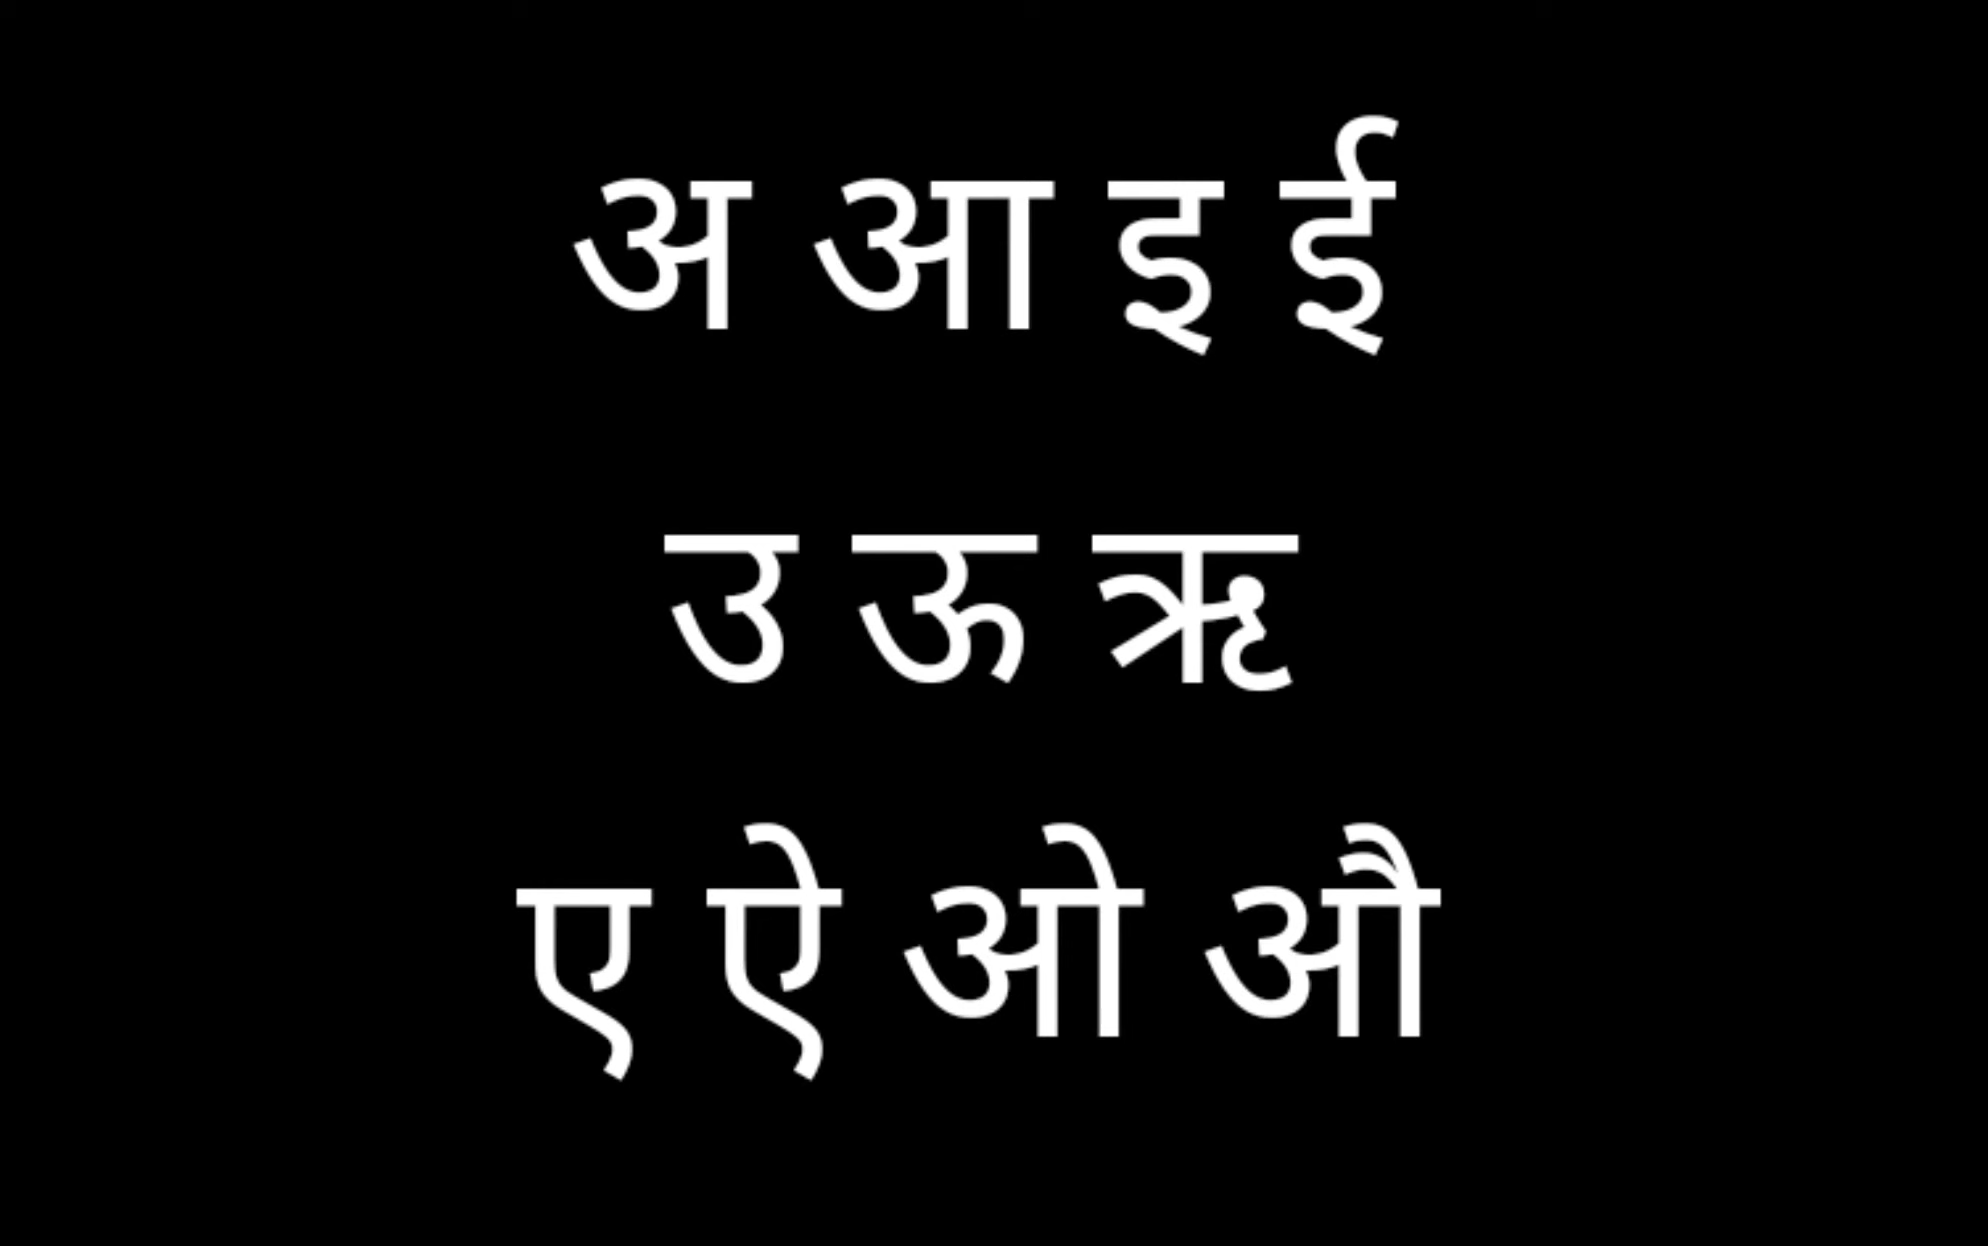 अ आ इ ई
उ ऊ ऋ
ए ऐ ओ औ